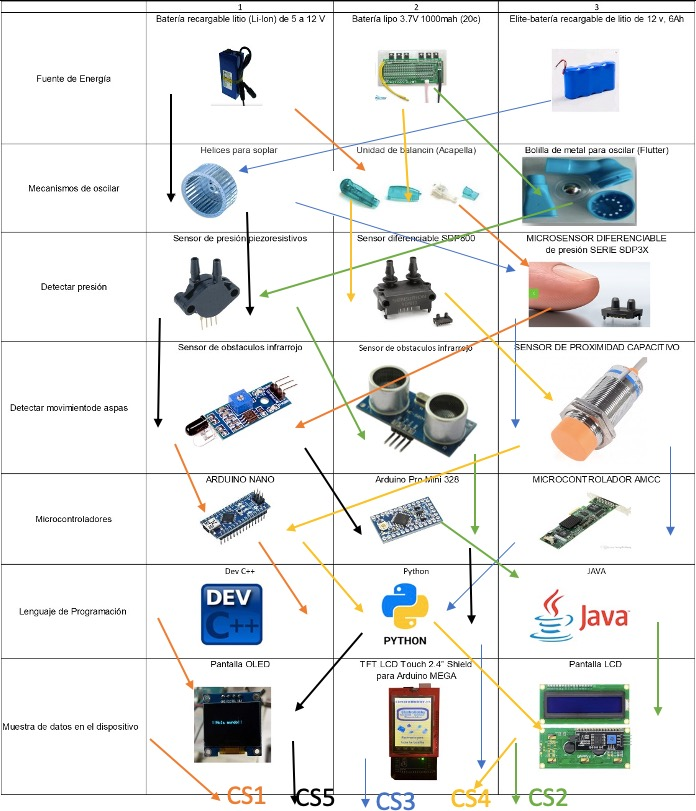 1 2 3
Batería recargable litio (Li-Ion) de 5 a 12 V Batería lipo 3.7V 1000mah (20c) Elite-batería recargable de litio de 12 v, 6Ah
Fuente de Energía
Helices para soplar Unidad de balancin (Acapella) Bolilla de metal para oscilar (Flutter)
Mecanismos de oscilar
Sensor de presión piezoresistivos Sensor diferenciable SDP800 MICROSENSOR DIFERENCIABLE
de presión SERIE SDP3X
Detectar presión
Sensor de obstaculos infrarrojo Sensor de obstaculos infrarrojo SENSOR DE PROXIMIDAD CAPACITIVO
Detectar movimientode aspas
ARDUINO NANO Arduino Pro Mini 328 MICROCONTROLADOR AMCC
Microcontroladores
Dev C++ Python JAVA
DEV
C++
Java
Lenguaje de Programación
PYTHON
Pantalla OLED TFT LCD Touch 2.4" Shield Pantalla LCD
para Arduino MEGA
Muestra de datos en el dispositivo
CS1 CS5 CS3 CS4 CS2